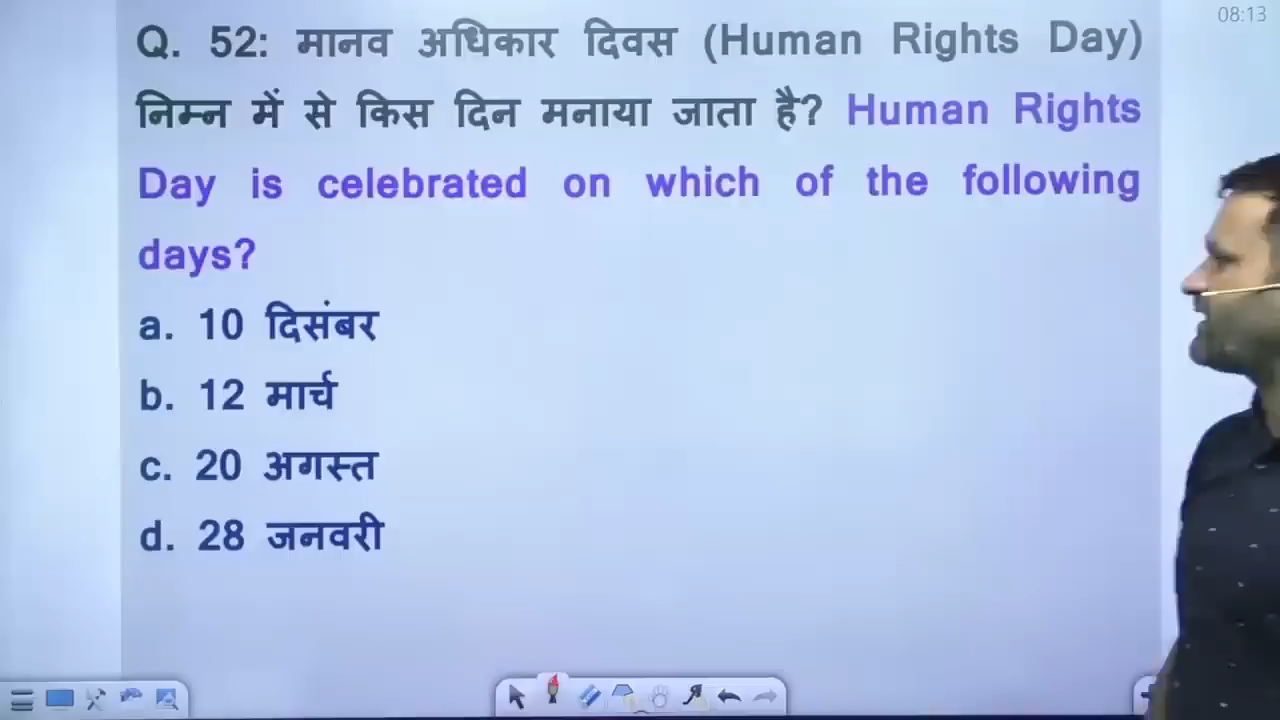 08:13
Q. 52: मानव अधिकार दिवस (Human Rights Day)
निम्न में से किस दिन मनाया जाता है? Human Rights
Day is celebrated on which of the following
days?
a. 10 दिसंबर
b. 12 मार्च
c. 20 अगस्त
d. 28 जनवरी